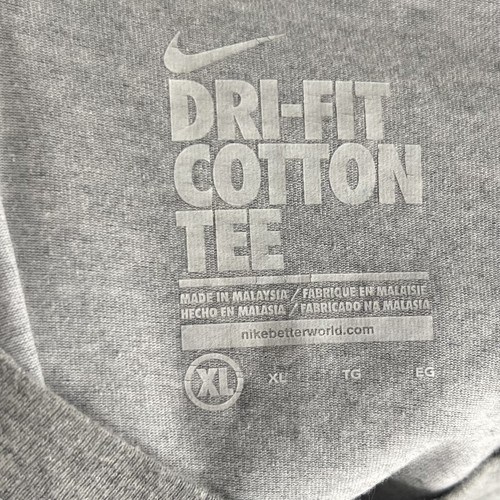 DRI-FIT
COTTON
TEE
MADE IN MALAYSIA / FABRIQUE EN MALAISIE
HECHO EN MALASIA / FABRICADO NA MALÁSIA
nikebetterworld.com
XL XL TG EG